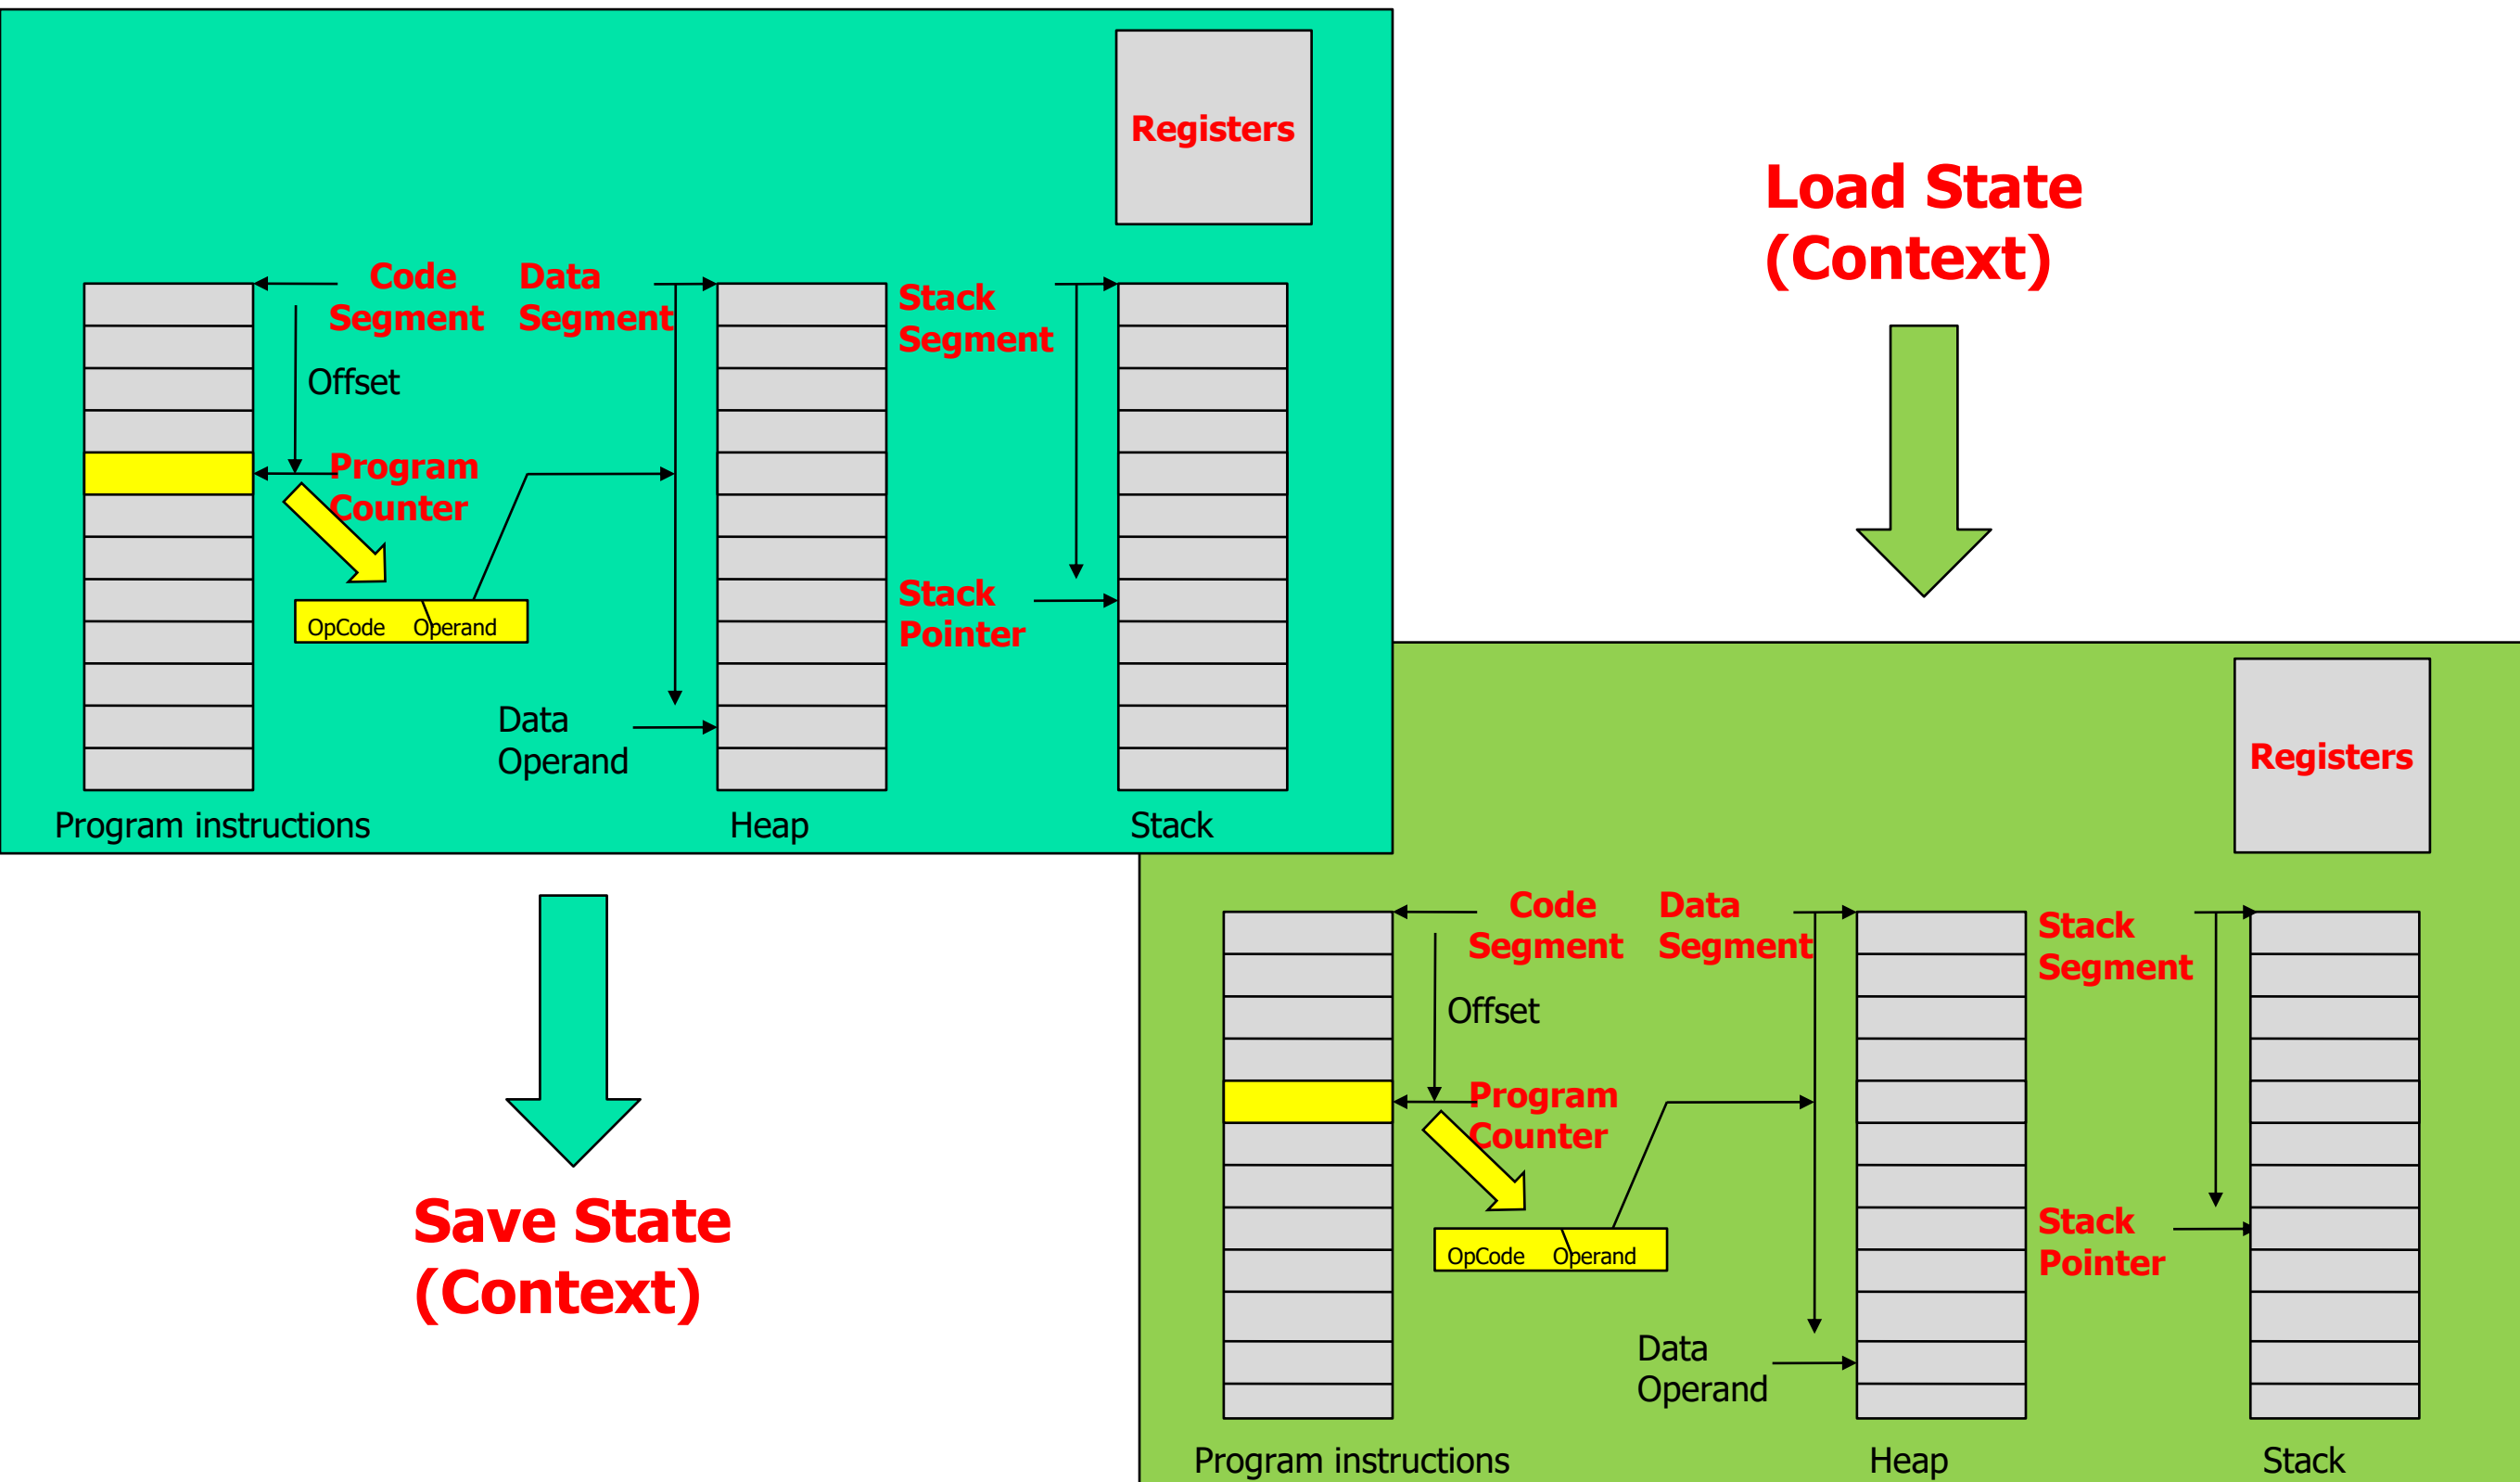 Registers
Code
Segment
Data
Segment
Stack
Segment
Offset
Program
Counter
OpCode
Operand
Stack
Pointer
Data
Operand
Program instructions
Heap
Stack
Load State
(Context)
Save State
(Context)
Registers
Code
Segment
Data
Segment
Stack
Segment
Offset
Program
Counter
OpCode
Operand
Stack
Pointer
Data
Operand
Program instructions
Heap
Stack